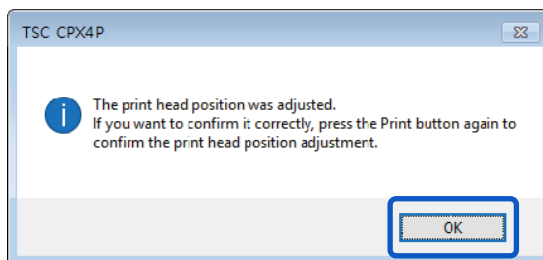 TSC CPX4P
The print head position was adjusted.
If you want to confirm it correctly, press the Print button again to
confirm the print head position adjustment.
OK